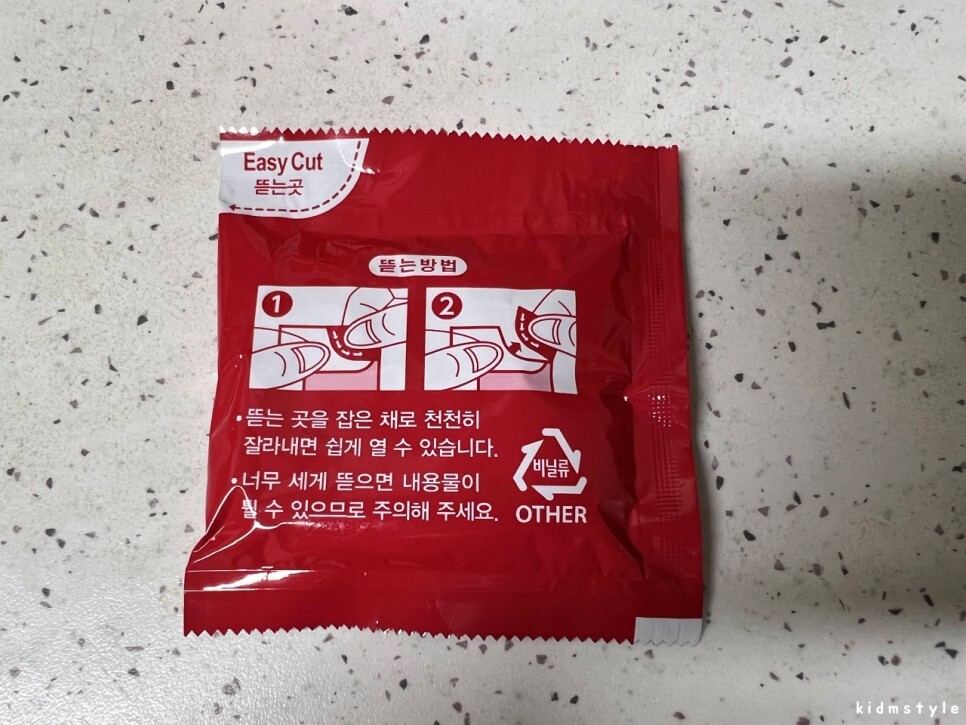 Easy Cut
뜯는곳
뜯는방법
1 2
• 뜯는 곳을 잡은 채로 천천히
잘라내면 쉽게 열 수 있습니다.
• 너무 세게 뜯으면 내용물이
튈 수 있으므로 주의해 주세요.
비닐류
OTHER
kidmstyle